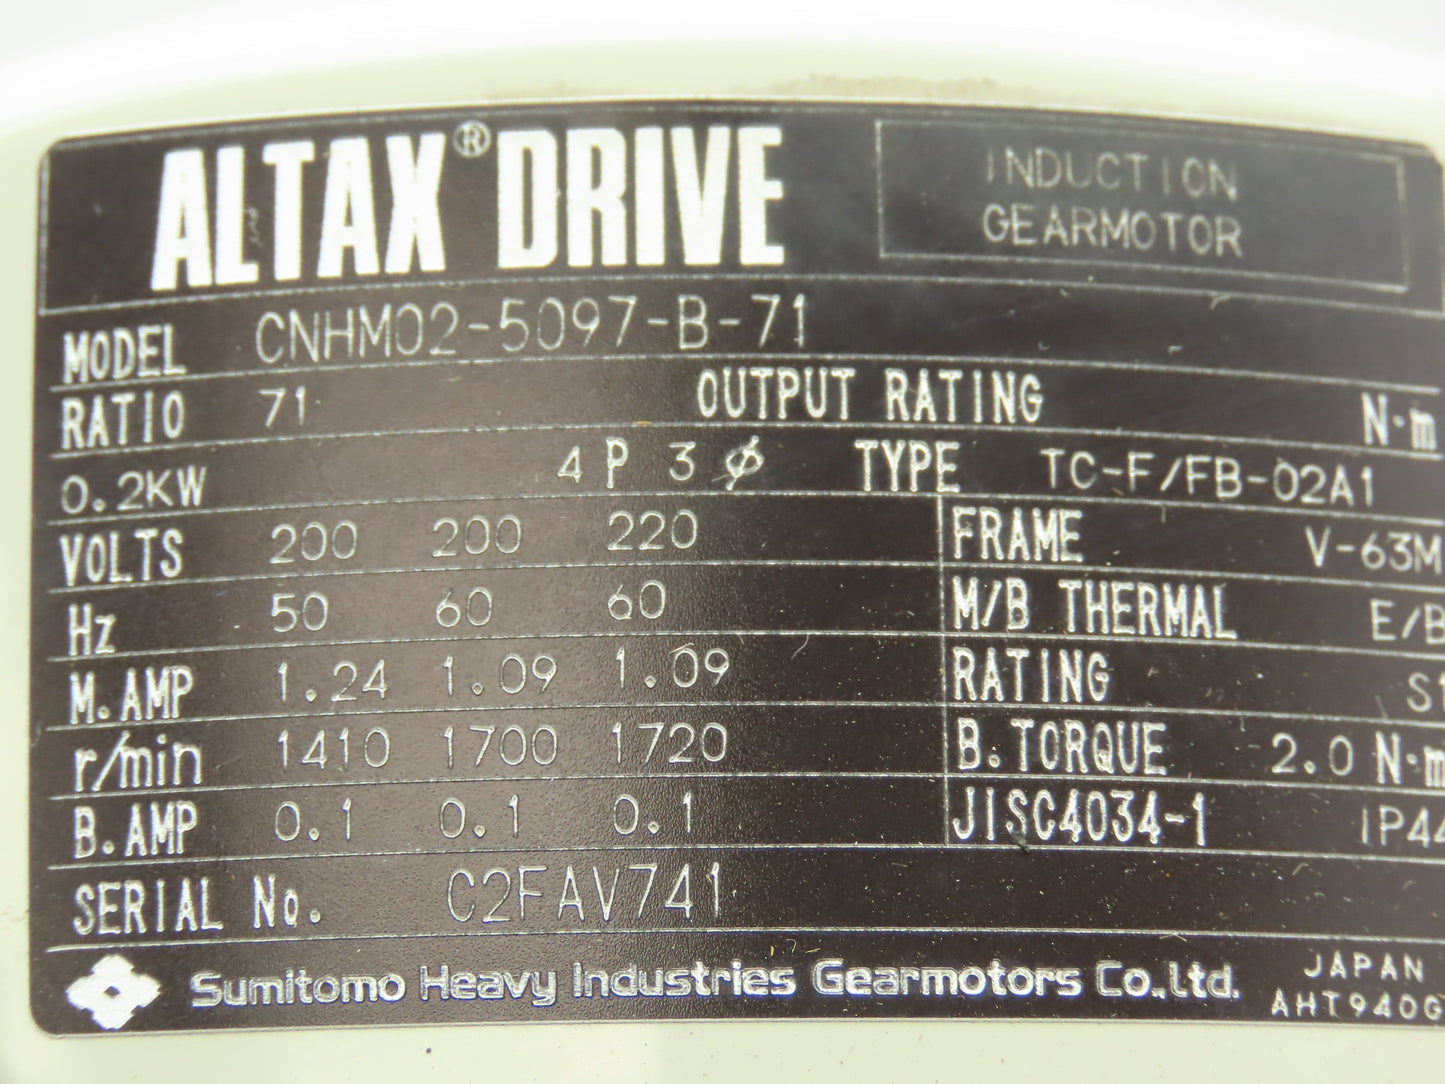 ALTAX® DRIVE
INDUCTION
GEARMOTOR
MODEL CNHM02-5097-B-71
RATIO 71 OUTPUT RATING N·m
0.2KW 4 P 3 ϕ TYPE TC-F/FB-02A1
VOLTS 200 200 220 FRAME V-63M
Hz 50 60 60 M/B THERMAL E/B
M.AMP 1.24 1.09 1.09 RATING S1
r/min 1410 1700 1720 B.TORQUE 2.0 N·m
B.AMP 0.1 0.1 0.1 JISC4034-1 IP44
SERIAL No. C2FAV741
Sumitomo Heavy Industries Gearmotors Co.,Ltd. JAPAN
AHT940G